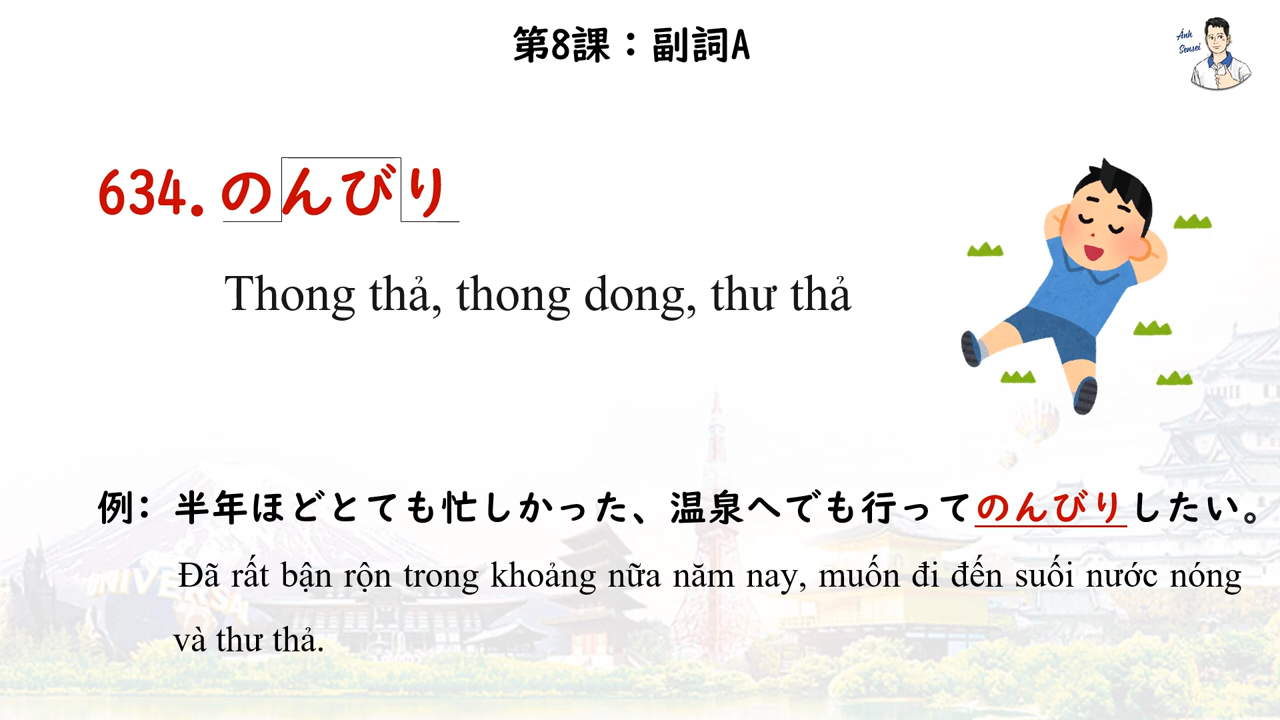 第8課：副詞A
Ánh
Sensei
634. のんびり
Thong thả, thong dong, thư thả
例：半年ほどとても忙しかった、温泉へでも行ってのんびりしたい。
Đã rất bận rộn trong khoảng nữa năm nay, muốn đi đến suối nước nóng
và thư thả.
UNIVERSA